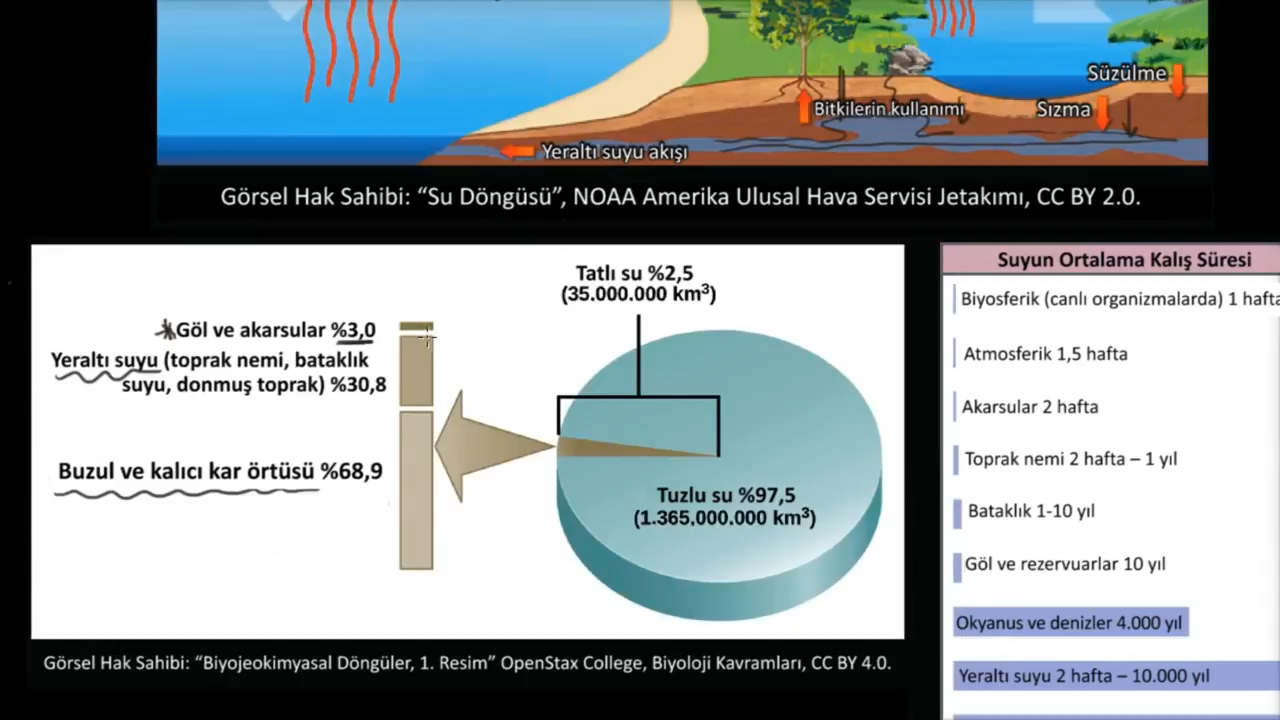 Süzülme
Bitkilerin kullanımı
Sızma
Yeraltı suyu akışı
Görsel Hak Sahibi: “Su Döngüsü”, NOAA Amerika Ulusal Hava Servisi Jetakımı, CC BY 2.0.
Tatlı su %2,5
(35.000.000 km³)
Göl ve akarsular %3,0
Yeraltı suyu (toprak nemi, bataklık
suyu, donmuş toprak) %30,8
Buzul ve kalıcı kar örtüsü %68,9
Tuzlu su %97,5
(1.365.000.000 km³)
Görsel Hak Sahibi: “Biyojeokimyasal Döngüler, 1. Resim” OpenStax College, Biyoloji Kavramları, CC BY 4.0.
Suyun Ortalama Kalış Süresi
Biyosferik (canlı organizmalarda) 1 hafta
Atmosferik 1,5 hafta
Akarsular 2 hafta
Toprak nemi 2 hafta – 1 yıl
Bataklık 1-10 yıl
Göl ve rezervuarlar 10 yıl
Okyanus ve denizler 4.000 yıl
Yeraltı suyu 2 hafta – 10.000 yıl